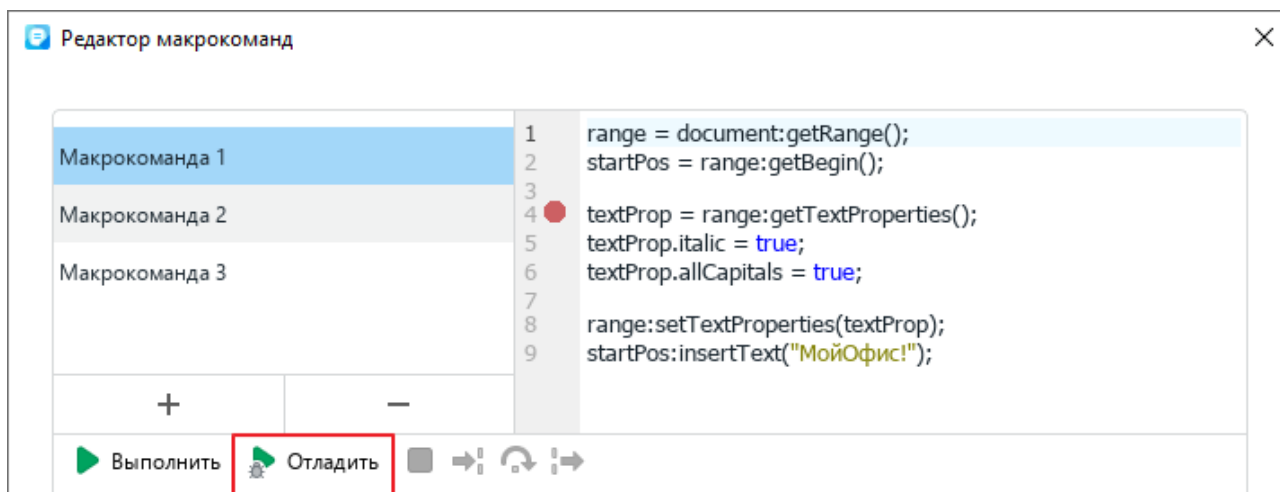 Редактор макрокоманд
Макрокоманда 1
Макрокоманда 2
Макрокоманда 3
1 range = document:getRange();
2 startPos = range:getBegin();
3
4 textProp = range:getTextProperties();
5 textProp.italic = true;
6 textProp.allCapitals = true;
7
8 range:setTextProperties(textProp);
9 startPos:insertText("МойОфис!");
+ −
Выполнить Отладить